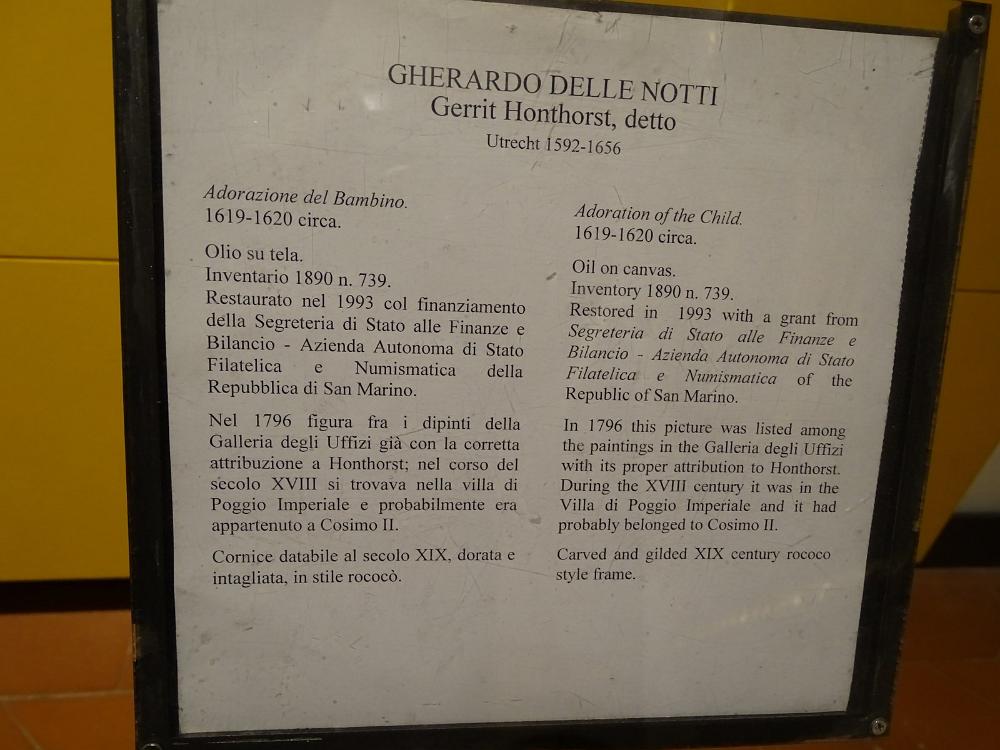 GHERARDO DELLE NOTTI
Gerrit Honthorst, detto
Utrecht 1592-1656
Adorazione del Bambino.
1619-1620 circa.
Olio su tela.
Inventario 1890 n. 739.
Restaurato nel 1993 col finanziamento
della Segreteria di Stato alle Finanze e
Bilancio - Azienda Autonoma di Stato
Filatelica e Numismatica della
Repubblica di San Marino.
Nel 1796 figura fra i dipinti della
Galleria degli Uffizi già con la corretta
attribuzione a Honthorst; nel corso del
secolo XVIII si trovava nella villa di
Poggio Imperiale e probabilmente era
appartenuto a Cosimo II.
Cornice databile al secolo XIX, dorata e
intagliata, in stile rococò.
Adoration of the Child.
1619-1620 circa.
Oil on canvas.
Inventory 1890 n. 739.
Restored in 1993 with a grant from
Segreteria di Stato alle Finanze e
Bilancio - Azienda Autonoma di Stato
Filatelica e Numismatica of the
Republic of San Marino.
In 1796 this picture was listed among
the paintings in the Galleria degli Uffizi
with its proper attribution to Honthorst.
During the XVIII century it was in the
Villa di Poggio Imperiale and it had
probably belonged to Cosimo II.
Carved and gilded XIX century rococo
style frame.